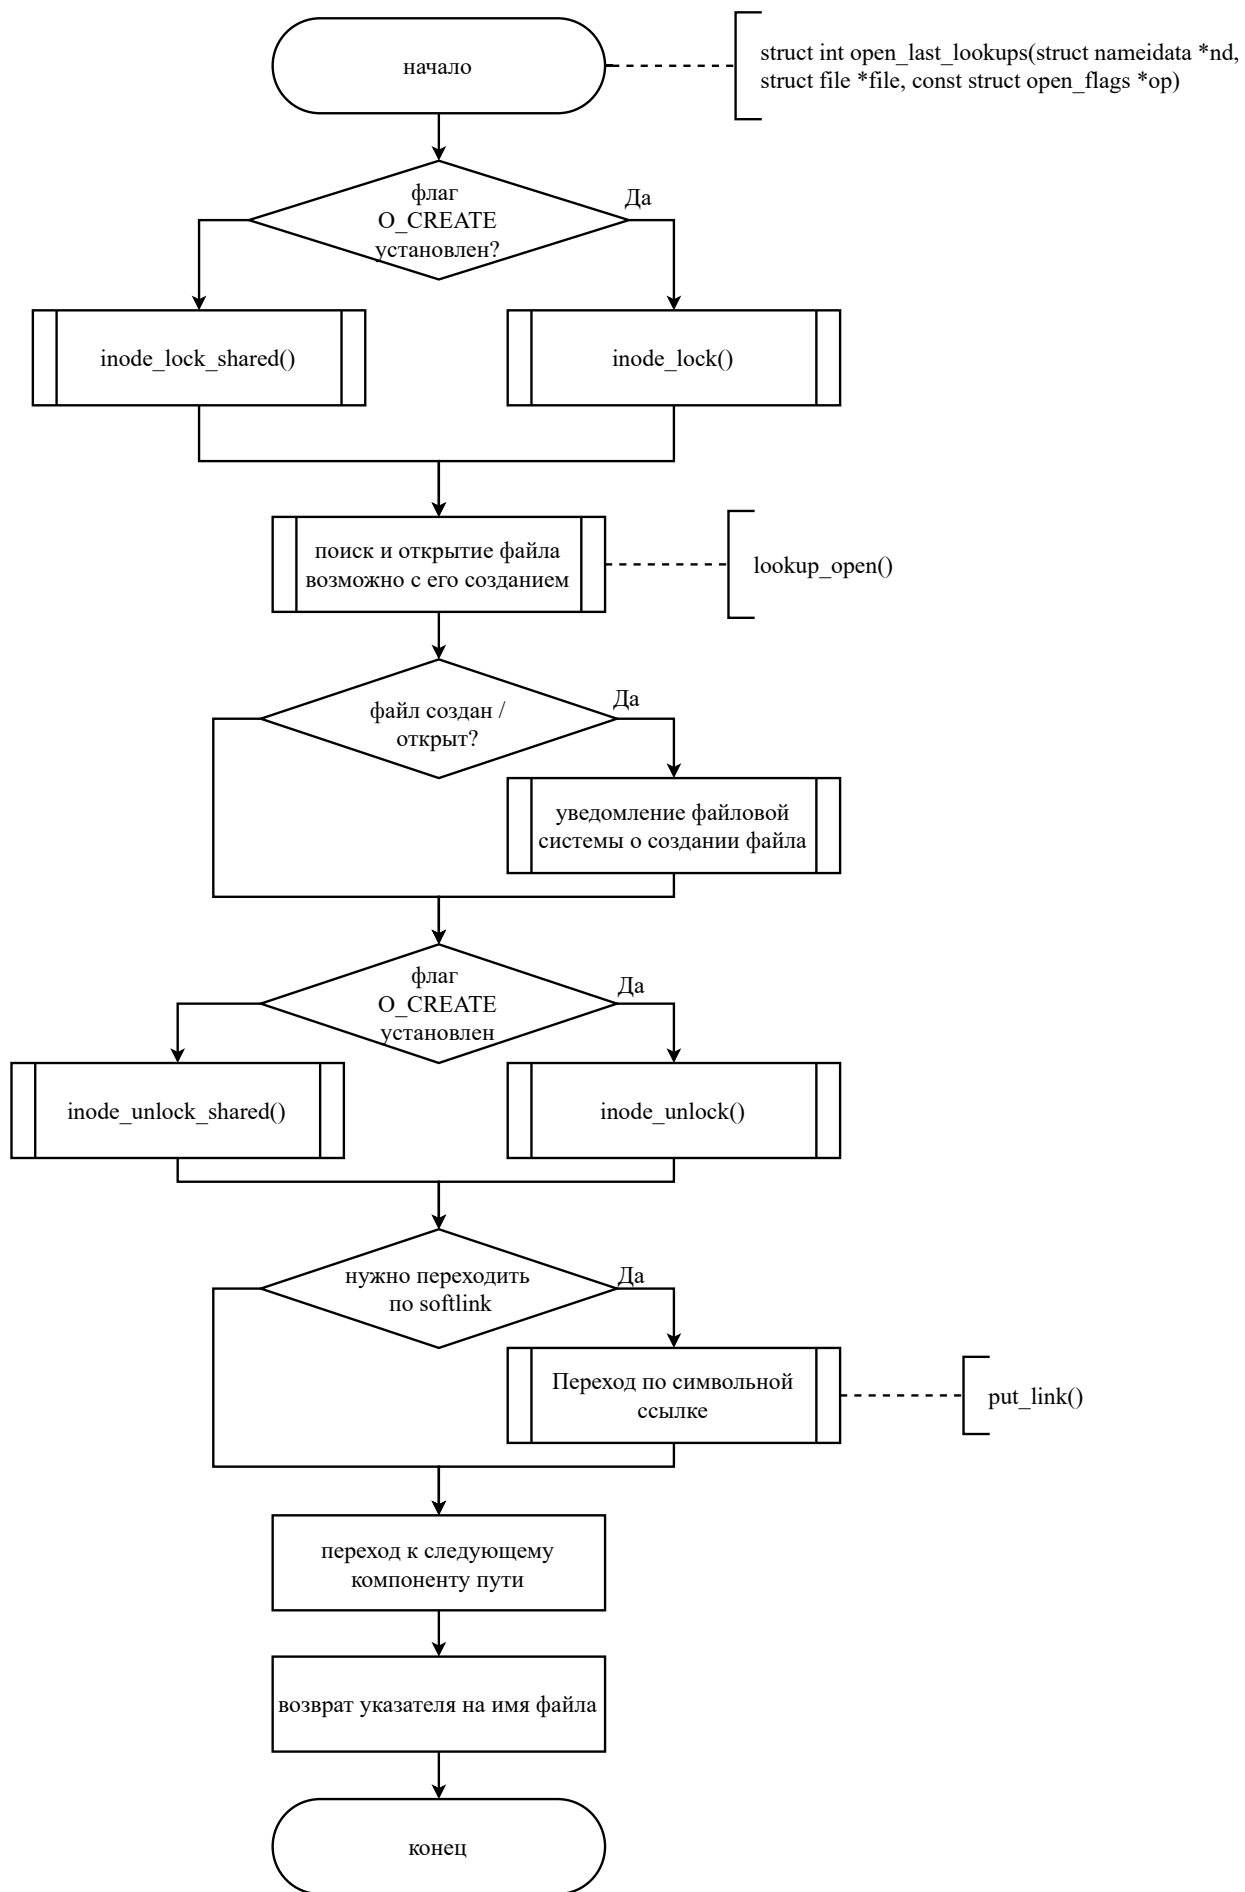 начало
struct int open_last_lookups(struct nameidata *nd,
struct file *file, const struct open_flags *op)
флаг
O_CREATE
установлен?
Да
inode_lock_shared()
inode_lock()
поиск и открытие файла
возможно с его созданием
lookup_open()
файл создан /
открыт?
Да
уведомление файловой
системы о создании файла
флаг
O_CREATE
установлен
Да
inode_unlock_shared()
inode_unlock()
нужно переходить
по softlink
Да
Переход по символьной
ссылке
put_link()
переход к следующему
компоненту пути
возврат указателя на имя файла
конец